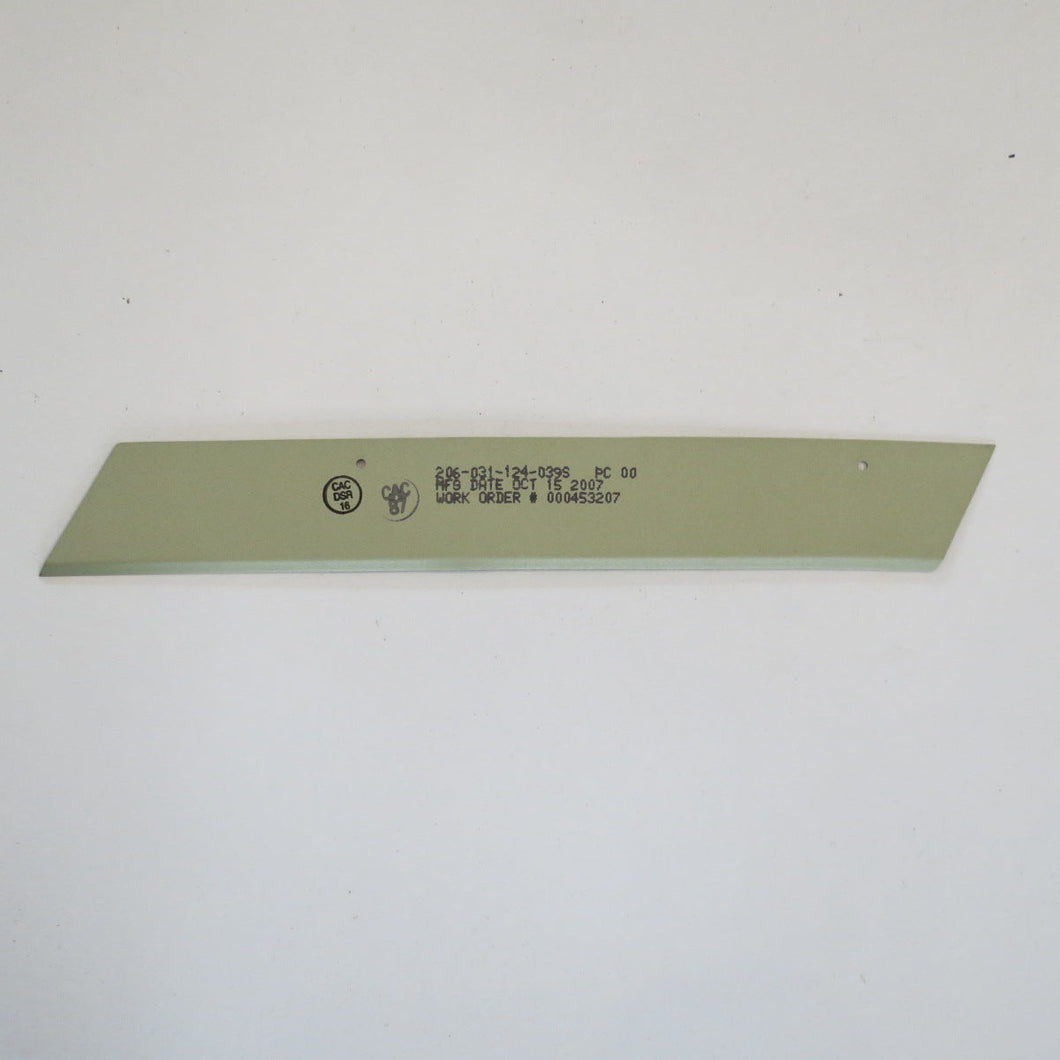 206-031-124-039S PC 00
MFG DATE OCT 15 2007
WORK ORDER # 000453207
CAC
DSR
16
CAC
87